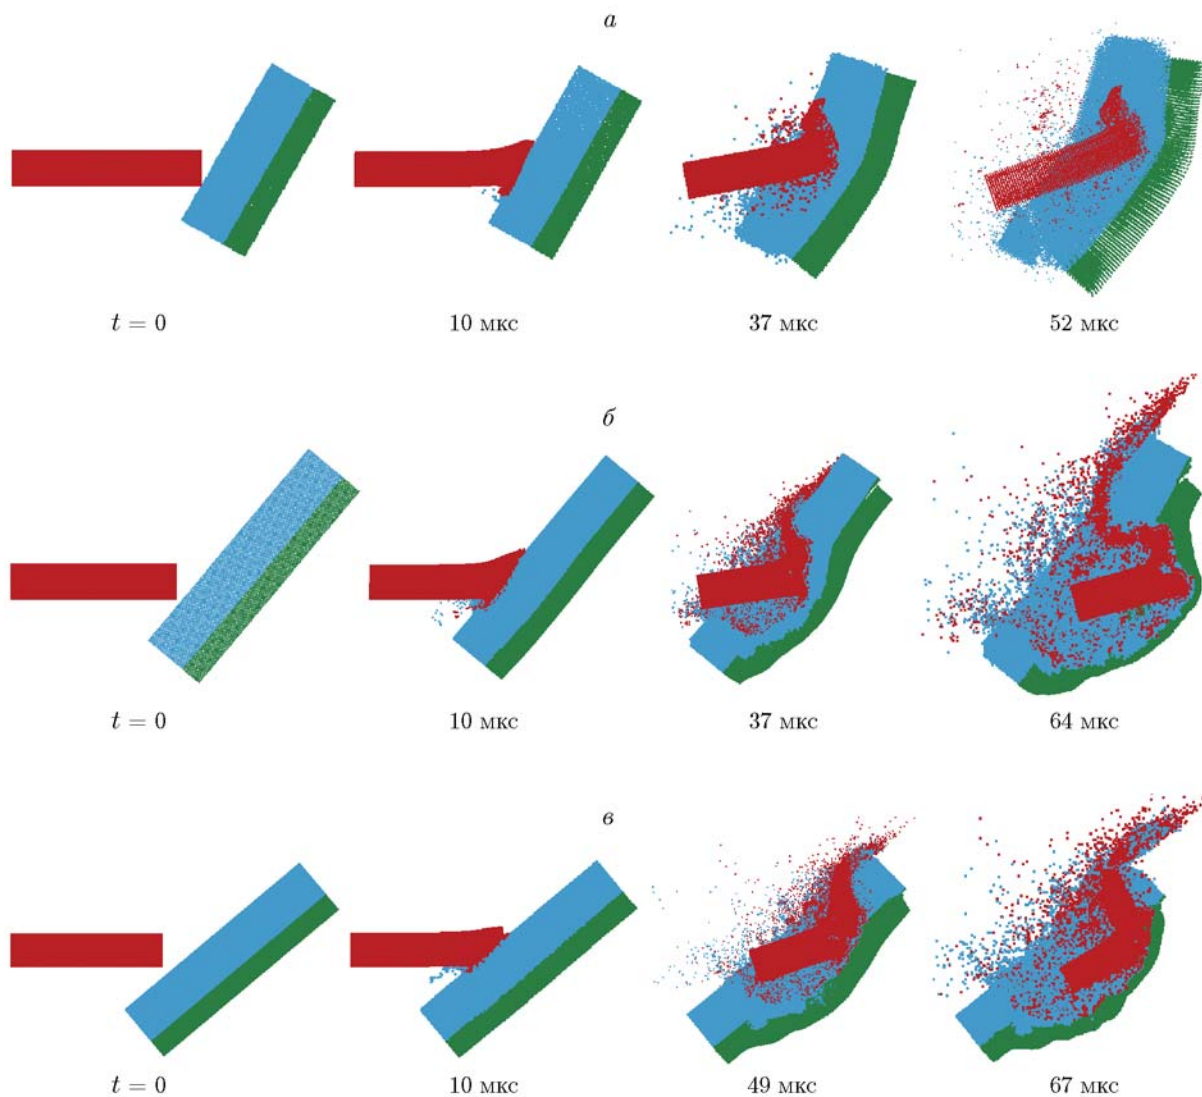 а
t = 0 10 мкс 37 мкс 52 мкс
б
t = 0 10 мкс 37 мкс 64 мкс
в
t = 0 10 мкс 49 мкс 67 мкс